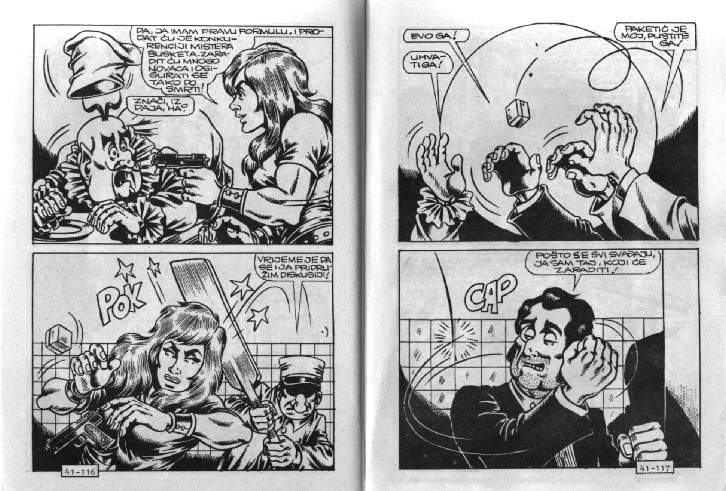 DA, JA IMAM PRAVU FORMULU. I PRO-
DAT ĆU JE KONKU-
RENCIJI MISTERA
BUSKETA. ZARA-
DIT ĆU MNOGO
NOVACA I OSI-
GURATI SE
TAKO DO
SMRTI!
ZNAČI, IZ-
DAJA, HA?
VRIJEME JE DA
SE I JA PRIDRU-
ŽIM DISKUSIJI!
POK
41-116
EVO GA!
UHVA-
TI GA!
PAKETIĆ JE
MOJ, PUSTITE
GA!
POŠTO SE SVI SVAĐAJU,
JA SAM TAJ, KOJI ĆE
ZARADITI!
CAP
41-117